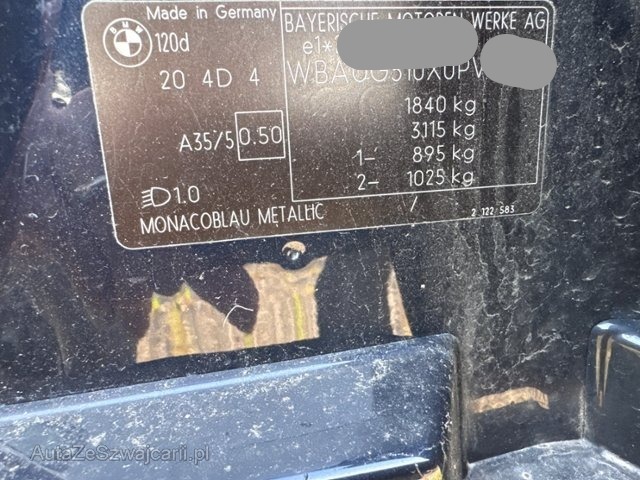 BMW
Made in Germany
120d
20 4D 4
A35/5 0.50
1.0
MONACOBLAU METALLIC
BAYERISCHE MOTOREN WERKE AG
e1*
1840 kg
3115 kg
1- 895 kg
2- 1025 kg
/
2 122 583
AutaZeSzwajcarii.pl